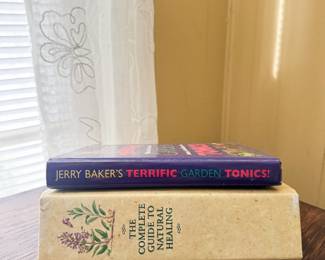 JERRY BAKER'S TERRIFIC GARDEN TONICS!
THE
COMPLETE
GUIDE TO
NATURAL
HEALING